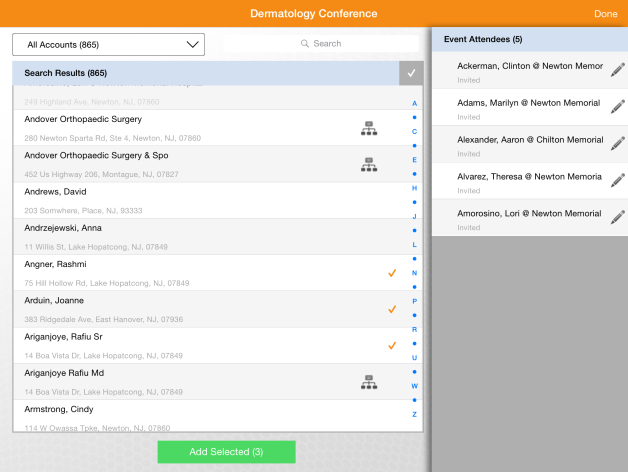 Dermatology Conference
Done
All Accounts (865)
Search
Search Results (865)
248 Highland Ave, Newton, NJ, 07860
Andover Orthopaedic Surgery
280 Newton Sparta Rd, Ste 4, Newton, NJ, 07860
Andover Orthopaedic Surgery & Spo
452 Us Highway 206, Montague, NJ, 07827
Andrews, David
203 Somwhere, Place, NJ, 93333
Andrzejewski, Anna
11 Willis St, Lake Hopatcong, NJ, 07849
Angner, Rashmi
75 Hill Hollow Rd, Lake Hopatcong, NJ, 07849
Arduin, Joanne
383 Ridgedale Ave, East Hanover, NJ, 07936
Ariganjoye, Rafiu Sr
14 Boa Vista Dr, Lake Hopatcong, NJ, 07849
Ariganjoye Rafiu Md
14 Boa Vista Dr, Lake Hopatcong, NJ, 07849
Armstrong, Cindy
114 W Owassa Tpke, Newton, NJ, 07860
A
C
E
H
J
L
N
P
R
U
W
Z
Add Selected (3)
Event Attendees (5)
Ackerman, Clinton @ Newton Memor
Invited
Adams, Marilyn @ Newton Memorial
Invited
Alexander, Aaron @ Chilton Memorial
Invited
Alvarez, Theresa @ Newton Memoria
Invited
Amorosino, Lori @ Newton Memorial
Invited